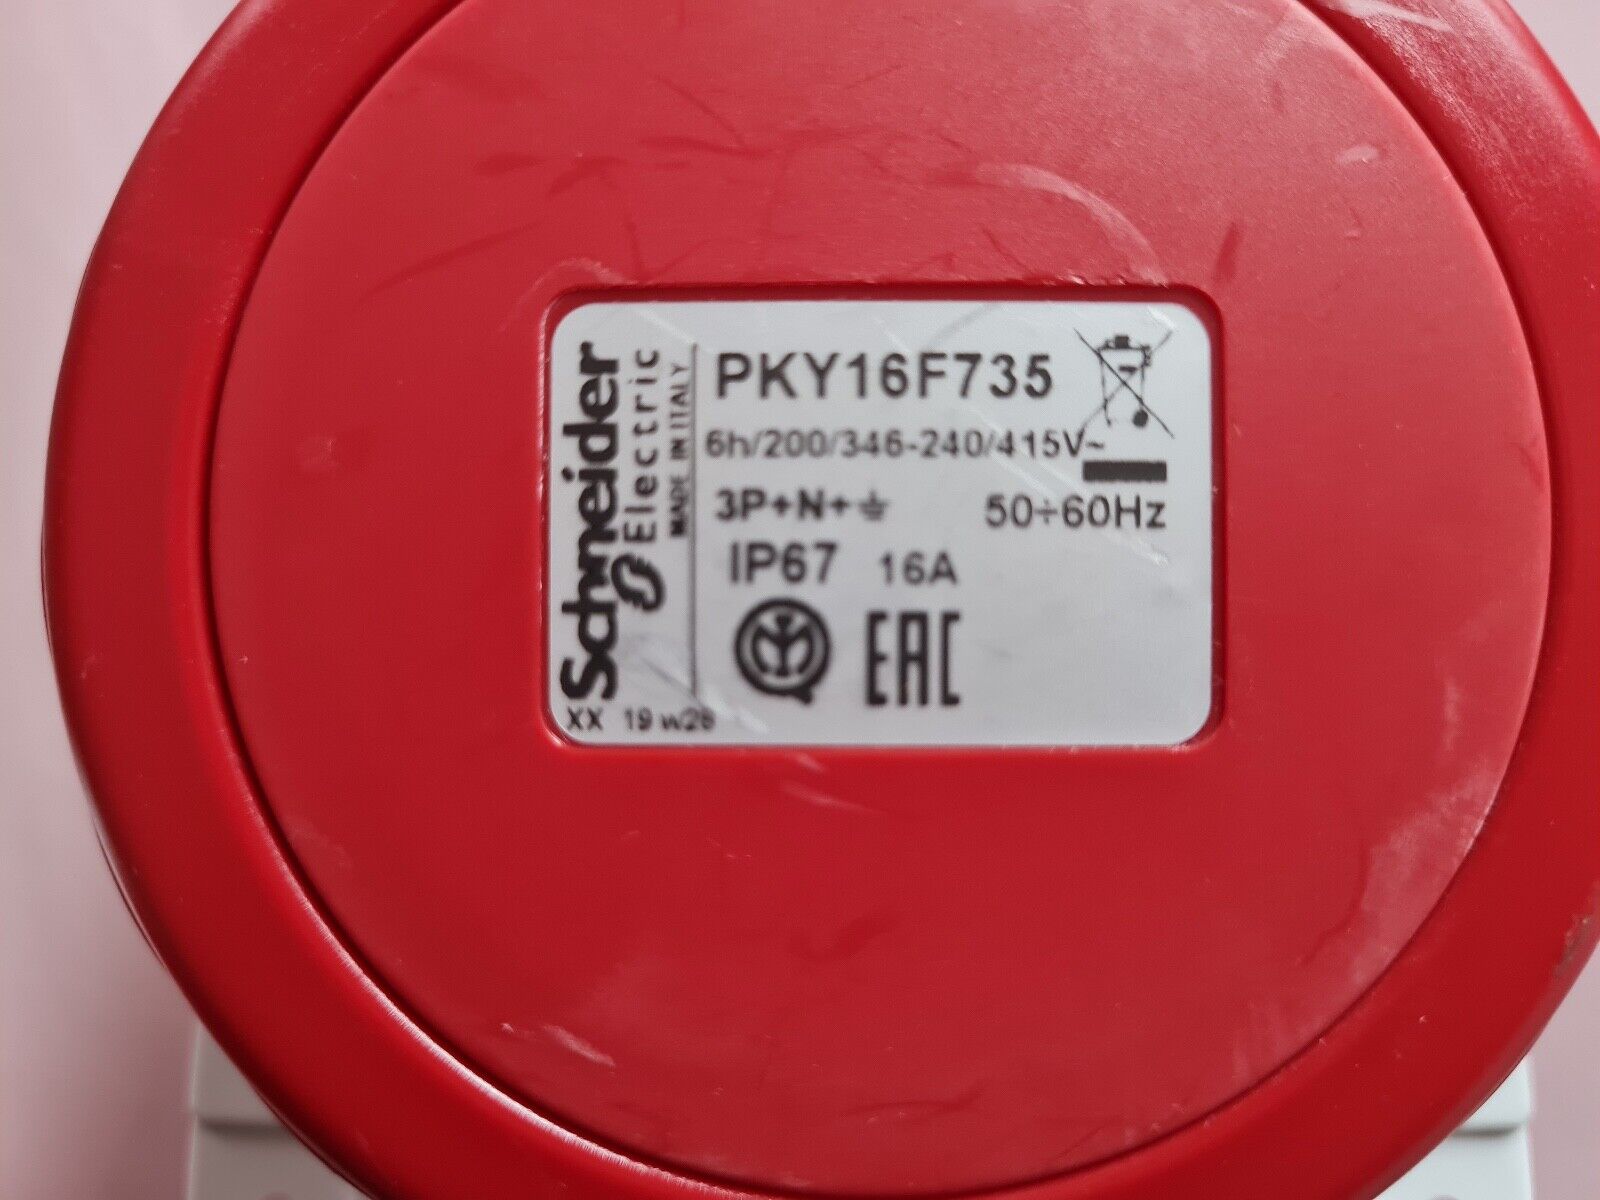 Schneider
Electric
MADE IN ITALY
PKY16F735
6h/200/346-240/415V~
3P+N+⏚ 50÷60Hz
IP67 16A
EAC
XX 19 w28